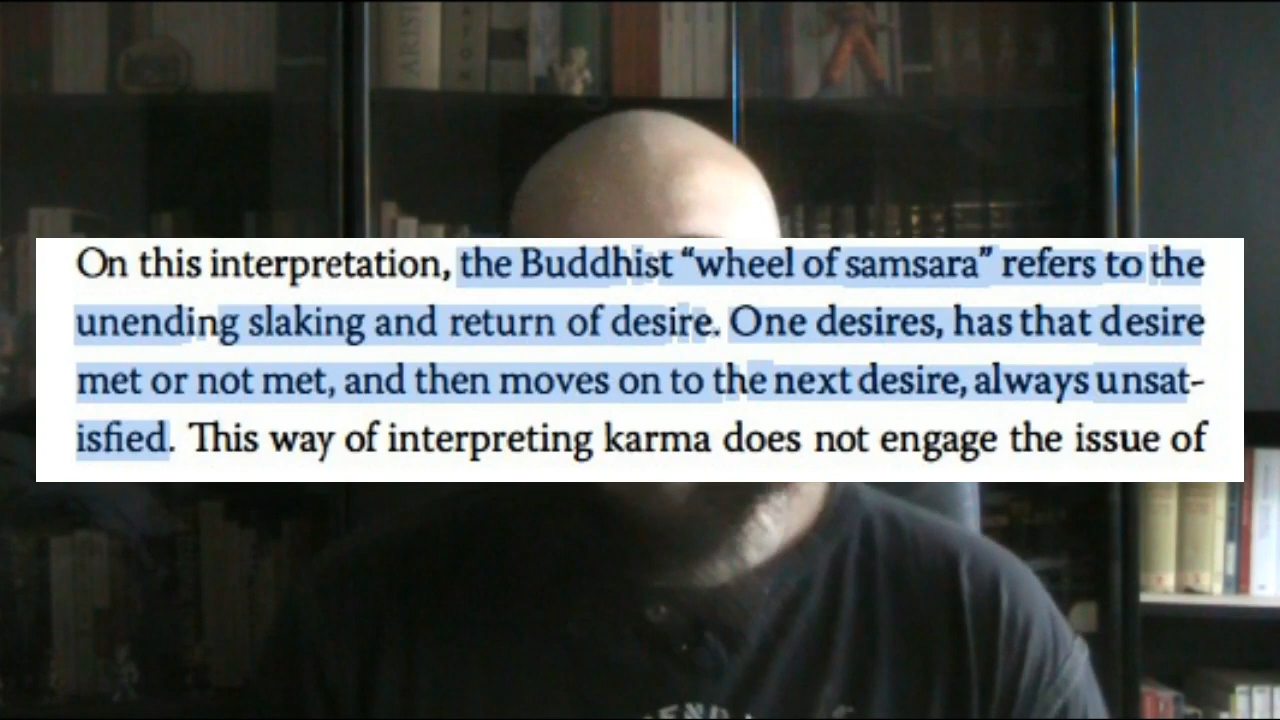 ARIST
On this interpretation, the Buddhist “wheel of samsara” refers to the
unending slaking and return of desire. One desires, has that desire
met or not met, and then moves on to the next desire, always unsat-
isfied. This way of interpreting karma does not engage the issue of